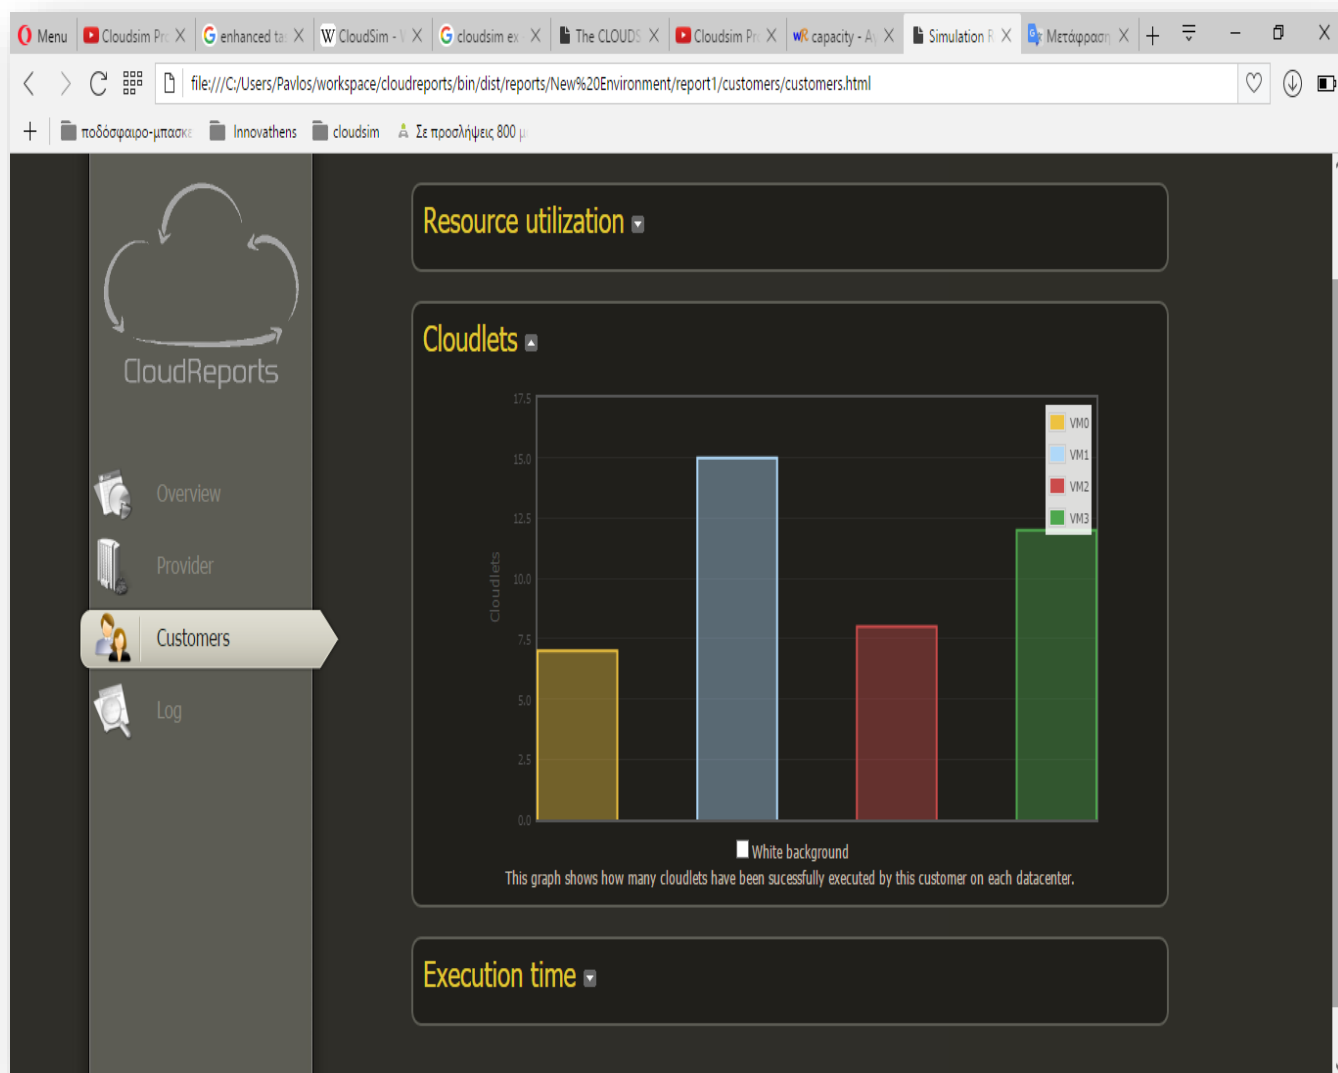 Menu
Cloudsim Pr
enhanced ta
CloudSim -
cloudsim ex
The CLOUDS
Cloudsim Pr
capacity - A
Simulation R
Μετάφραση
file:///C:/Users/Pavlos/workspace/cloudreports/bin/dist/reports/New%20Environment/report1/customers/customers.html
ποδόσφαιρο-μπασκε
Innovathens
cloudsim
Σε προσλήψεις 800 μ
CloudReports
Overview
Provider
Customers
Log
Resource utilization
Cloudlets
Cloudlets
17.5
15.0
12.5
10.0
7.5
5.0
2.5
0.0
VM0
VM1
VM2
VM3
White background
This graph shows how many cloudlets have been sucessfully executed by this customer on each datacenter.
Execution time